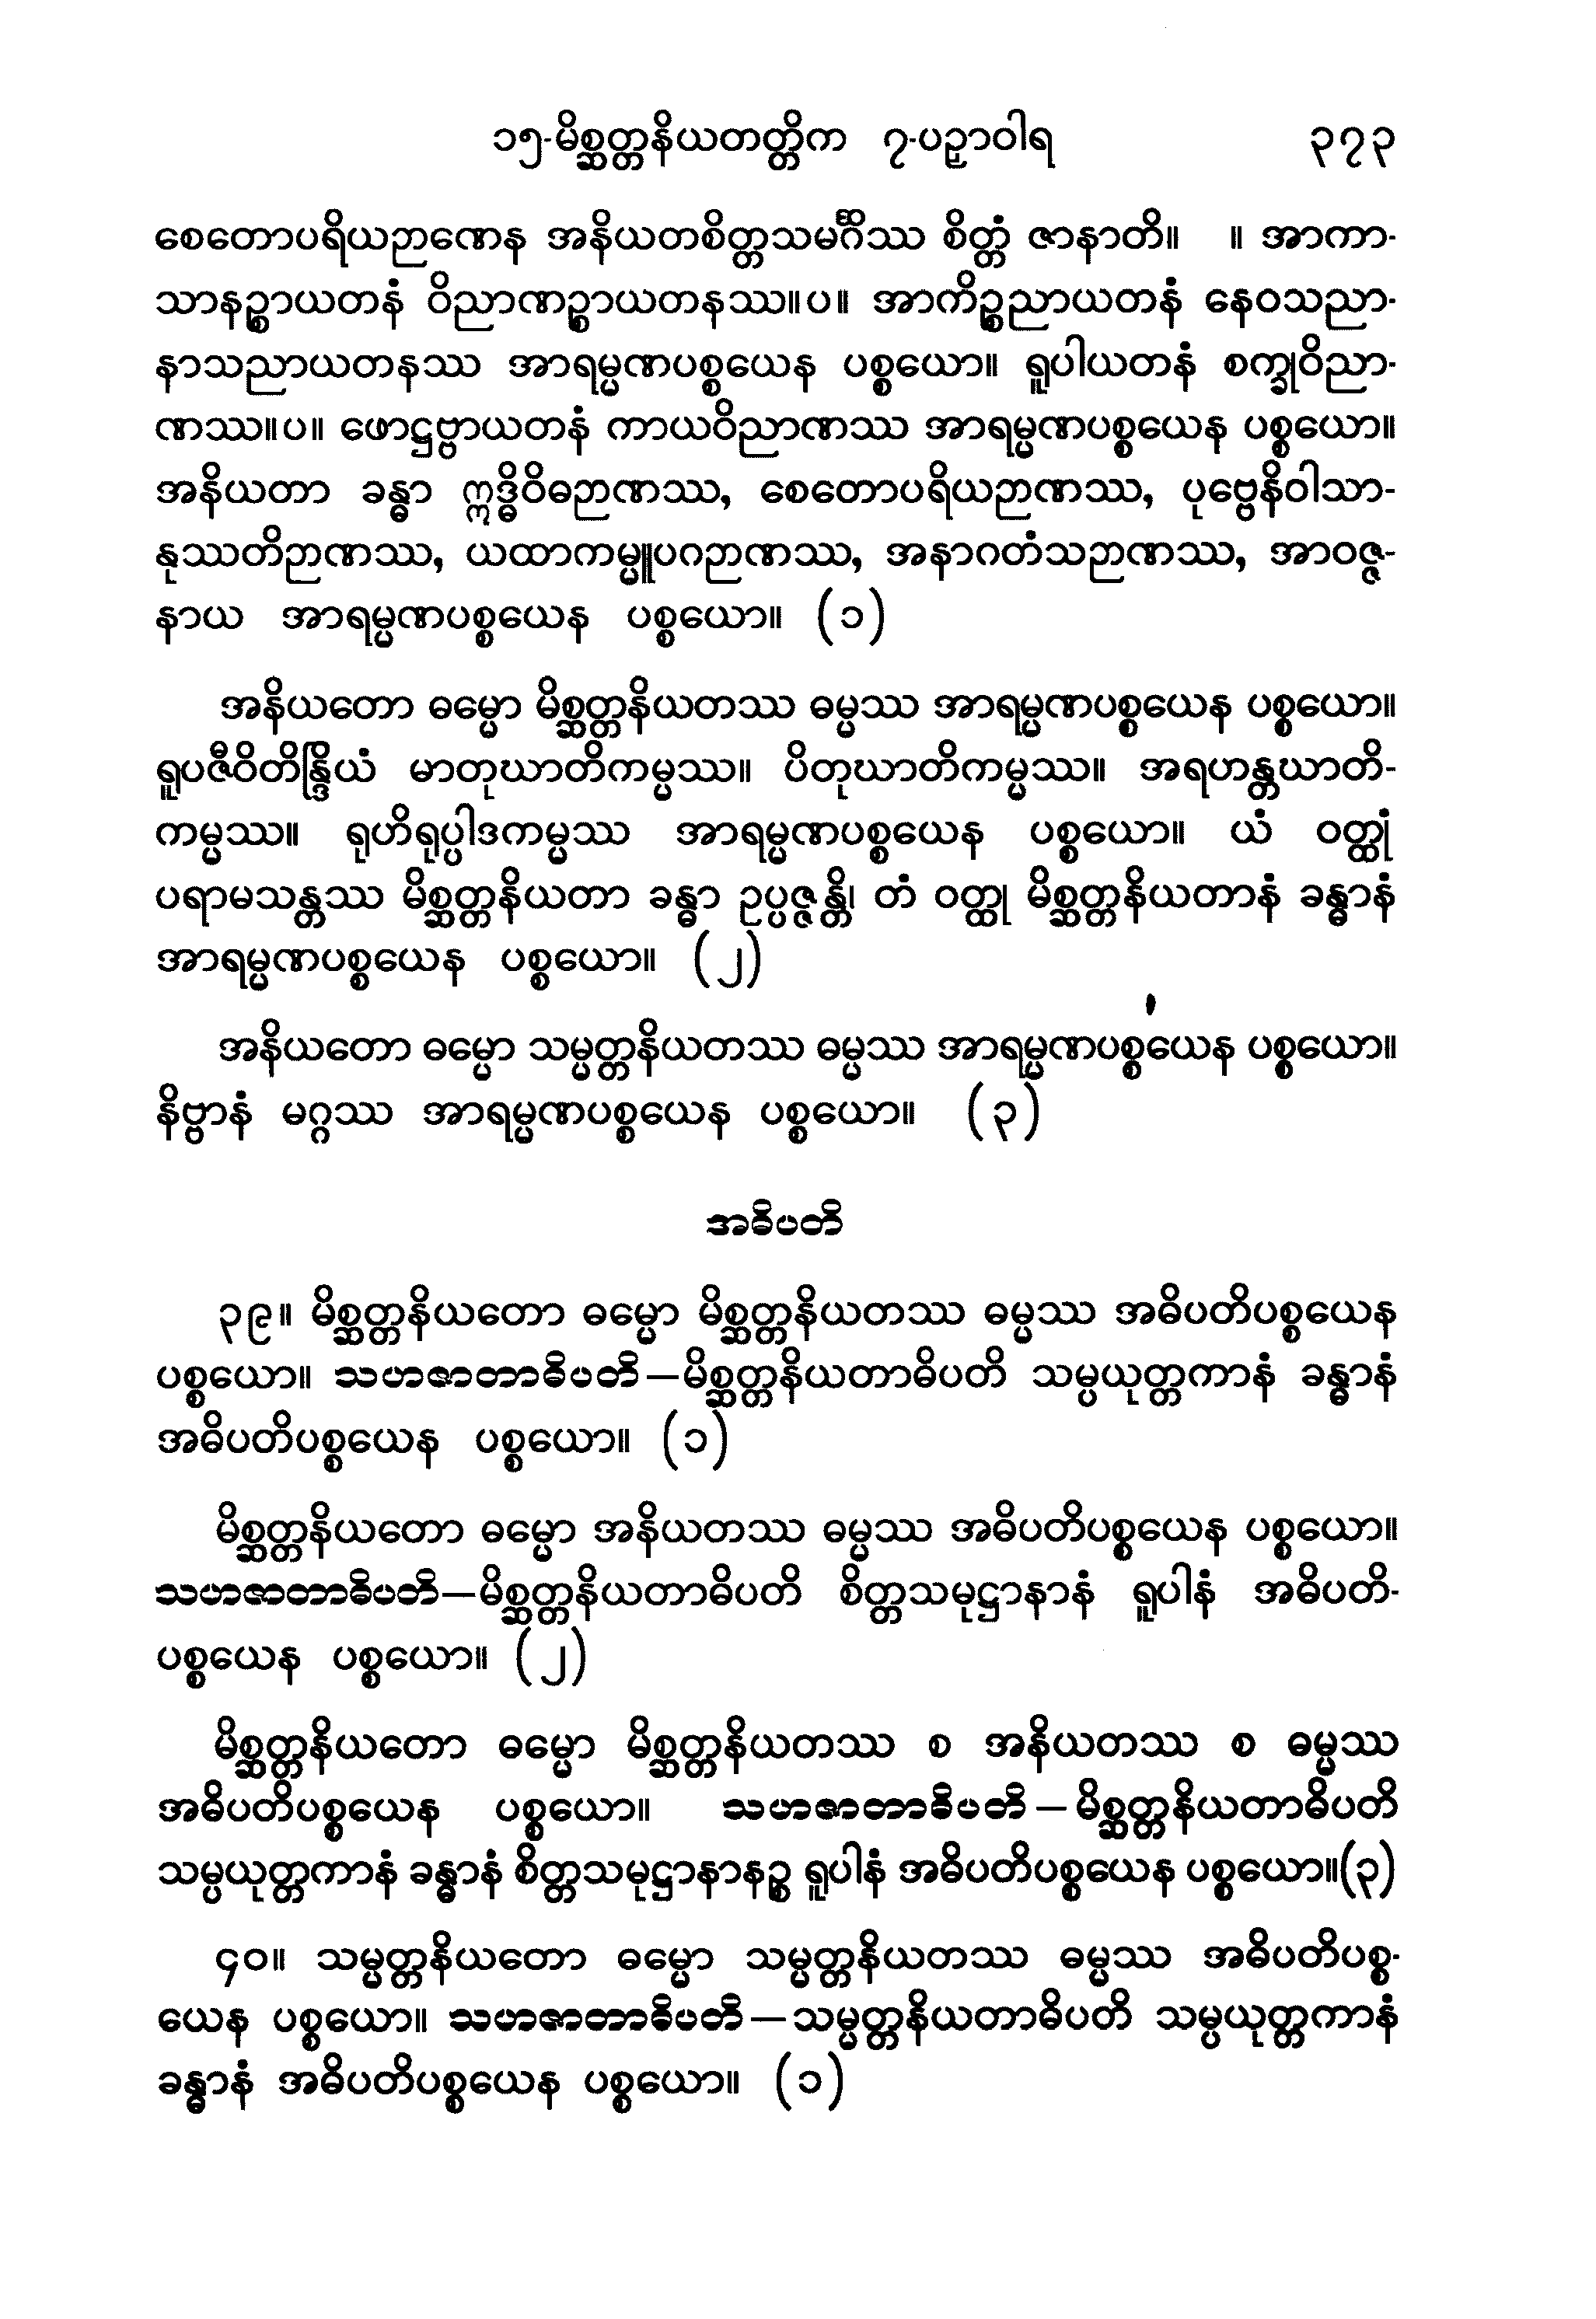 ၁၅-မိစ္ဆတ္တနိယတတ္တိက ၇-ပဉှာဝါရ ၃၇၃
စေတောပရိယဉာဏေန အနိယတစိတ္တသမင်္ဂိဿ စိတ္တံ ဇာနာတိ။ ။ အာကာ-
သာနဉ္စာယတနံ ဝိညာဏဉ္စာယတနဿ။ပ။ အာကိဉ္စညာယတနံ နေဝသညာ-
နာသညာယတနဿ အာရမ္မဏပစ္စယေန ပစ္စယော။ ရူပါယတနံ စက္ခုဝိညာ-
ဏဿ။ပ။ ဖောဋ္ဌဗ္ဗာယတနံ ကာယဝိညာဏဿ အာရမ္မဏပစ္စယေန ပစ္စယော။
အနိယတာ ခန္ဓာ ဣဒ္ဓိဝိဓဉာဏဿ, စေတောပရိယဉာဏဿ, ပုဗ္ဗေနိဝါသာ-
နုဿတိဉာဏဿ, ယထာကမ္မူပဂဉာဏဿ, အနာဂတံသဉာဏဿ, အာဝဇ္ဇ-
နာယ အာရမ္မဏပစ္စယေန ပစ္စယော။ (၁)
အနိယတော ဓမ္မော မိစ္ဆတ္တနိယတဿ ဓမ္မဿ အာရမ္မဏပစ္စယေန ပစ္စယော။
ရူပဇီဝိတိန္ဒြိယံ မာတုဃာတိကမ္မဿ။ ပိတုဃာတိကမ္မဿ။ အရဟန္တဃာတိ-
ကမ္မဿ။ ရုဟိရုပ္ပါဒကမ္မဿ အာရမ္မဏပစ္စယေန ပစ္စယော။ ယံ ဝတ္ထုံ
ပရာမသန္တဿ မိစ္ဆတ္တနိယတာ ခန္ဓာ ဥပ္ပဇ္ဇန္တိ၊ တံ ဝတ္ထု မိစ္ဆတ္တနိယတာနံ ခန္ဓာနံ
အာရမ္မဏပစ္စယေန ပစ္စယော။ (၂)
အနိယတော ဓမ္မော သမ္မတ္တနိယတဿ ဓမ္မဿ အာရမ္မဏပစ္စယေန ပစ္စယော။
နိဗ္ဗာနံ မဂ္ဂဿ အာရမ္မဏပစ္စယေန ပစ္စယော။ (၃)
အဓိပတိ
၃၉။ မိစ္ဆတ္တနိယတော ဓမ္မော မိစ္ဆတ္တနိယတဿ ဓမ္မဿ အဓိပတိပစ္စယေန
ပစ္စယော။ သဟဇာတာဓိပတိ—မိစ္ဆတ္တနိယတာဓိပတိ သမ္ပယုတ္တကာနံ ခန္ဓာနံ
အဓိပတိပစ္စယေန ပစ္စယော။ (၁)
မိစ္ဆတ္တနိယတော ဓမ္မော အနိယတဿ ဓမ္မဿ အဓိပတိပစ္စယေန ပစ္စယော။
သဟဇာတာဓိပတိ—မိစ္ဆတ္တနိယတာဓိပတိ စိတ္တသမုဋ္ဌာနာနံ ရူပါနံ အဓိပတိ-
ပစ္စယေန ပစ္စယော။ (၂)
မိစ္ဆတ္တနိယတော ဓမ္မော မိစ္ဆတ္တနိယတဿ စ အနိယတဿ စ ဓမ္မဿ
အဓိပတိပစ္စယေန ပစ္စယော။ သဟဇာတာဓိပတိ—မိစ္ဆတ္တနိယတာဓိပတိ
သမ္ပယုတ္တကာနံ ခန္ဓာနံ စိတ္တသမုဋ္ဌာနာနဉ္စ ရူပါနံ အဓိပတိပစ္စယေန ပစ္စယော။(၃)
၄၀။ သမ္မတ္တနိယတော ဓမ္မော သမ္မတ္တနိယတဿ ဓမ္မဿ အဓိပတိပစ္စ-
ယေန ပစ္စယော။ သဟဇာတာဓိပတိ—သမ္မတ္တနိယတာဓိပတိ သမ္ပယုတ္တကာနံ
ခန္ဓာနံ အဓိပတိပစ္စယေန ပစ္စယော။ (၁)